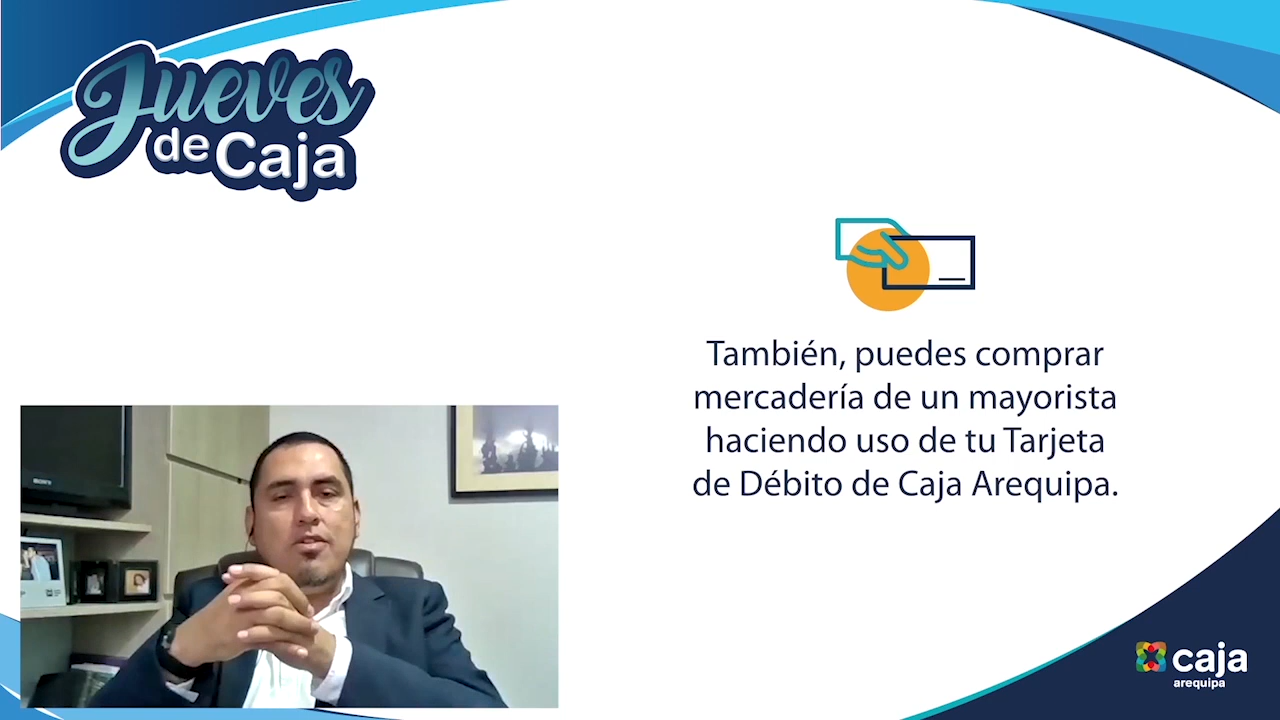 Jueves
de Caja
También, puedes comprar
mercadería de un mayorista
haciendo uso de tu Tarjeta
de Débito de Caja Arequipa.
SONY
caja
arequipa